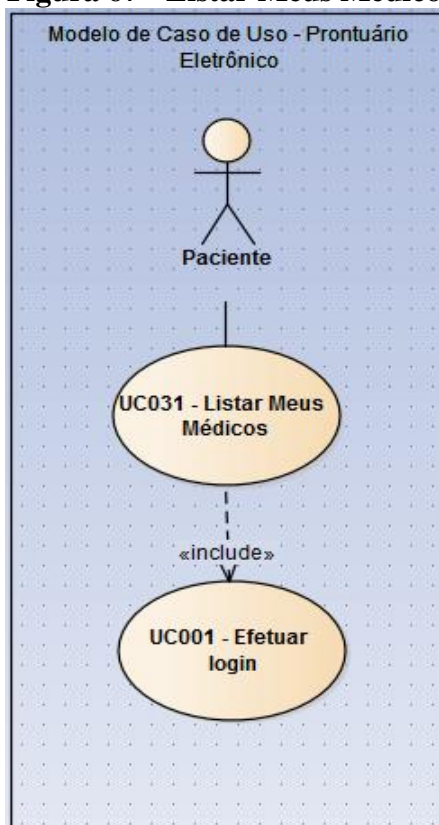 Modelo de Caso de Uso - Prontuário
Eletrônico
Paciente
UC031 - Listar Meus
Médicos
«include»
UC001 - Efetuar
login